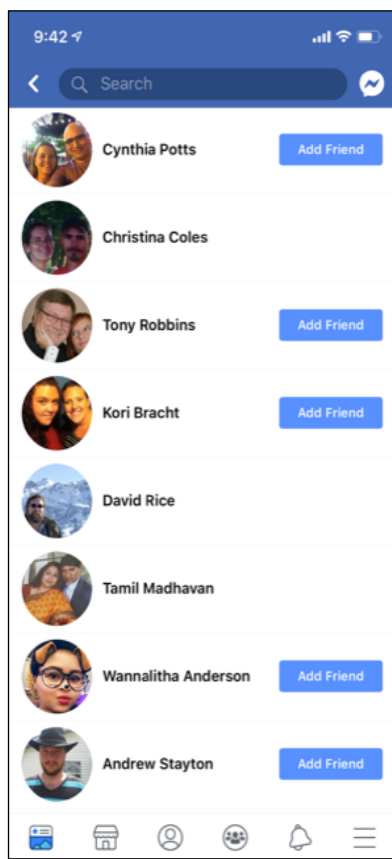 9:42
Search
Cynthia Potts Add Friend
Christina Coles
Tony Robbins Add Friend
Kori Bracht Add Friend
David Rice
Tamil Madhavan
Wannalitha Anderson Add Friend
Andrew Stayton Add Friend